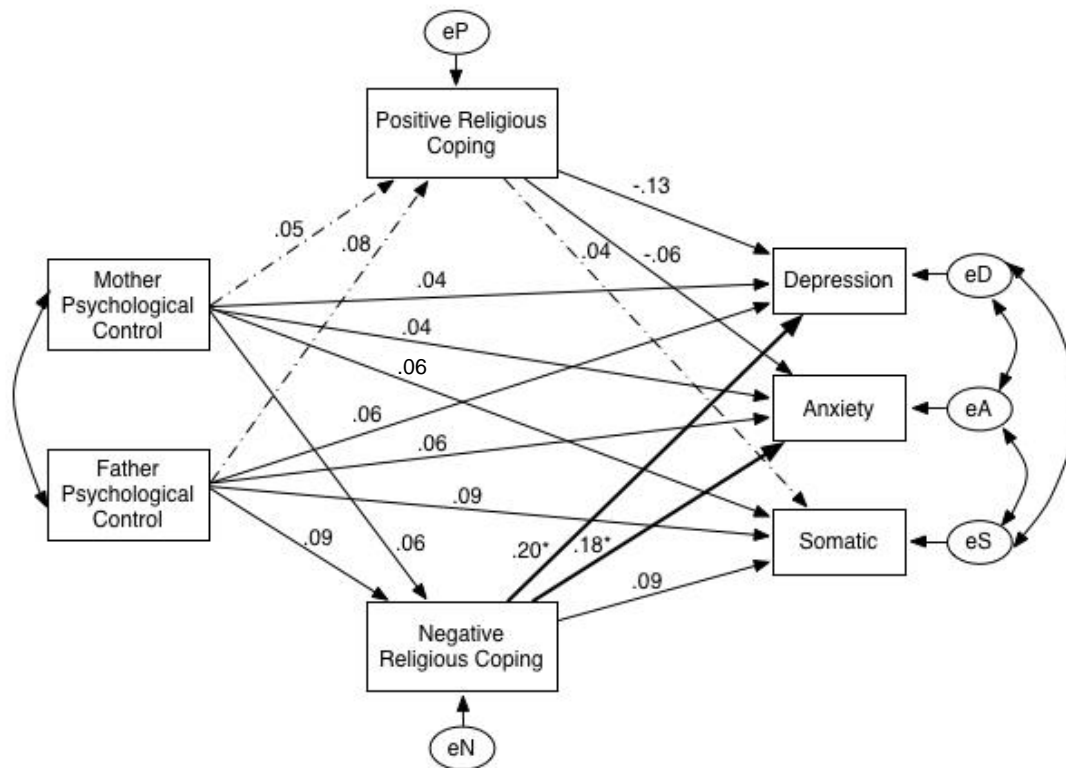 eP
Positive Religious
Coping
-.13
.05
.08
.04
-.06
Mother
Psychological
Control
.04
Depression
eD
.04
.06
.06
Anxiety
eA
Father
Psychological
Control
.06
.09
Somatic
eS
.09
.06
.20*
.18*
.09
Negative
Religious Coping
eN